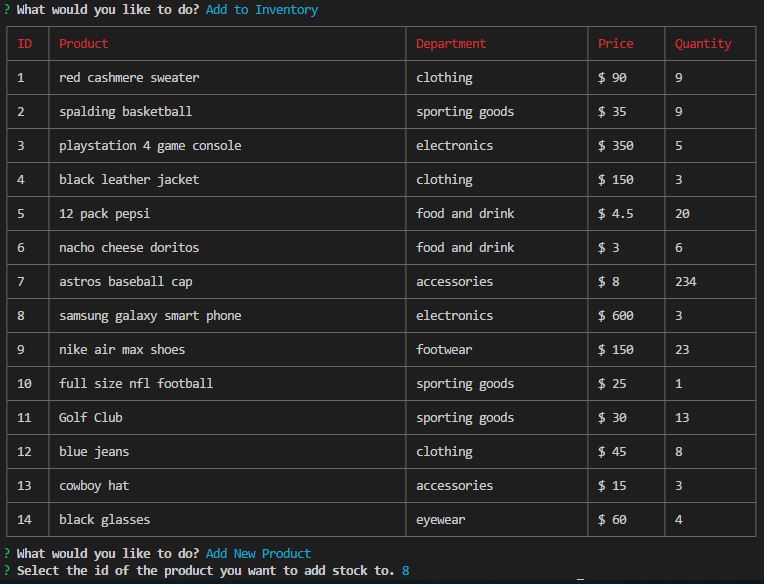 ? What would you like to do? Add to Inventory
ID Product Department Price Quantity
1 red cashmere sweater clothing $ 90 9
2 spalding basketball sporting goods $ 35 9
3 playstation 4 game console electronics $ 350 5
4 black leather jacket clothing $ 150 3
5 12 pack pepsi food and drink $ 4.5 20
6 nacho cheese doritos food and drink $ 3 6
7 astros baseball cap accessories $ 8 234
8 samsung galaxy smart phone electronics $ 600 3
9 nike air max shoes footwear $ 150 23
10 full size nfl football sporting goods $ 25 1
11 Golf Club sporting goods $ 30 13
12 blue jeans clothing $ 45 8
13 cowboy hat accessories $ 15 3
14 black glasses eyewear $ 60 4
? What would you like to do? Add New Product
? Select the id of the product you want to add stock to. 8